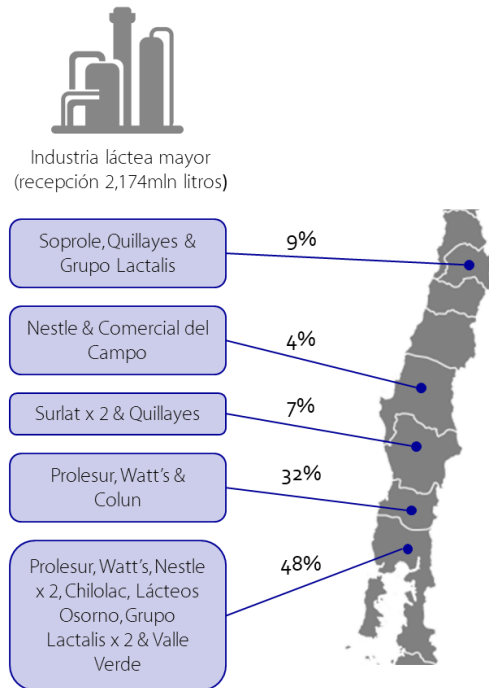 Industria láctea mayor
(recepción 2,174mln litros)
Soprole, Quillayes &
Grupo Lactalis
9%
Nestle & Comercial del
Campo
4%
Surlat x 2 & Quillayes
7%
Prolesur, Watt's &
Colun
32%
Prolesur, Watt's, Nestle
x 2, Chilolac, Lácteos
Osorno, Grupo
Lactalis x 2 & Valle
Verde
48%